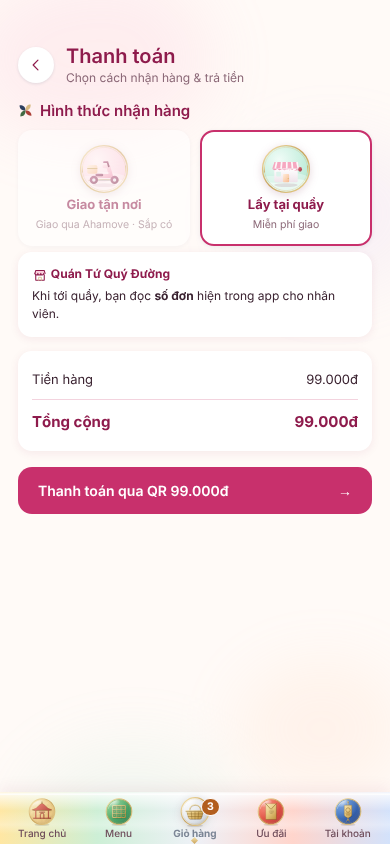 Thanh toán
Chọn cách nhận hàng & trả tiền
Hình thức nhận hàng
Giao tận nơi
Giao qua Ahamove · Sắp có
Lấy tại quầy
Miễn phí giao
Quán Tứ Quý Đường
Khi tới quầy, bạn đọc số đơn hiện trong app cho nhân
viên.
Tiền hàng 99.000đ
Tổng cộng 99.000đ
Thanh toán qua QR 99.000đ →
3
Trang chủ Menu Giỏ hàng Ưu đãi Tài khoản